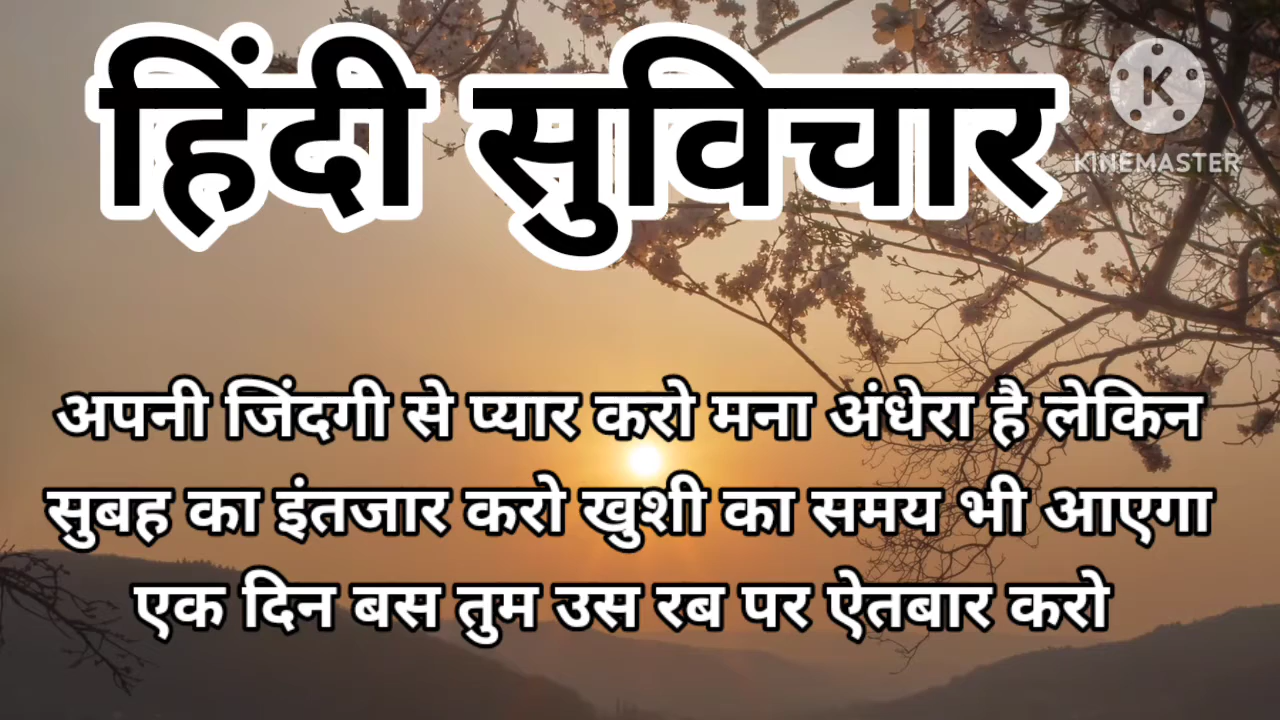 हिंदी सुविचार
KINEMASTER
अपनी जिंदगी से प्यार करो मना अंधेरा है लेकिन
सुबह का इंतजार करो खुशी का समय भी आएगा
एक दिन बस तुम उस रब पर ऐतबार करो